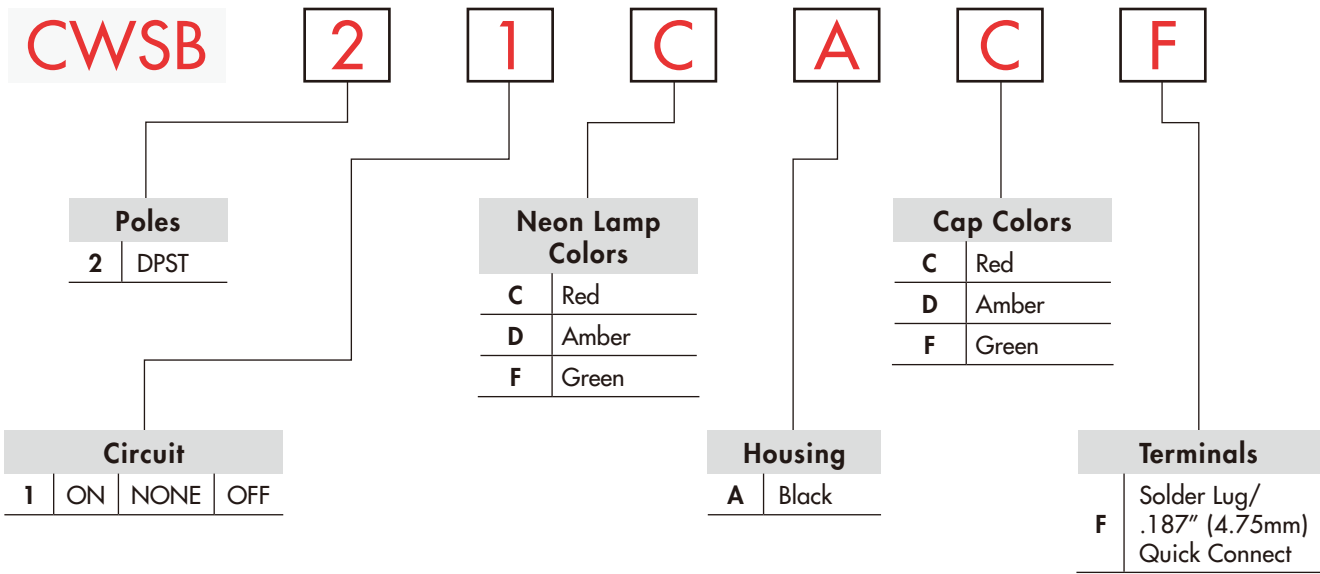 CWSB 2 1 C A C F
Poles
2 DPST
Neon Lamp
Colors
C Red
D Amber
F Green
Cap Colors
C Red
D Amber
F Green
Circuit
1 ON NONE OFF
Housing
A Black
Terminals
F Solder Lug/
.187” (4.75mm)
Quick Connect